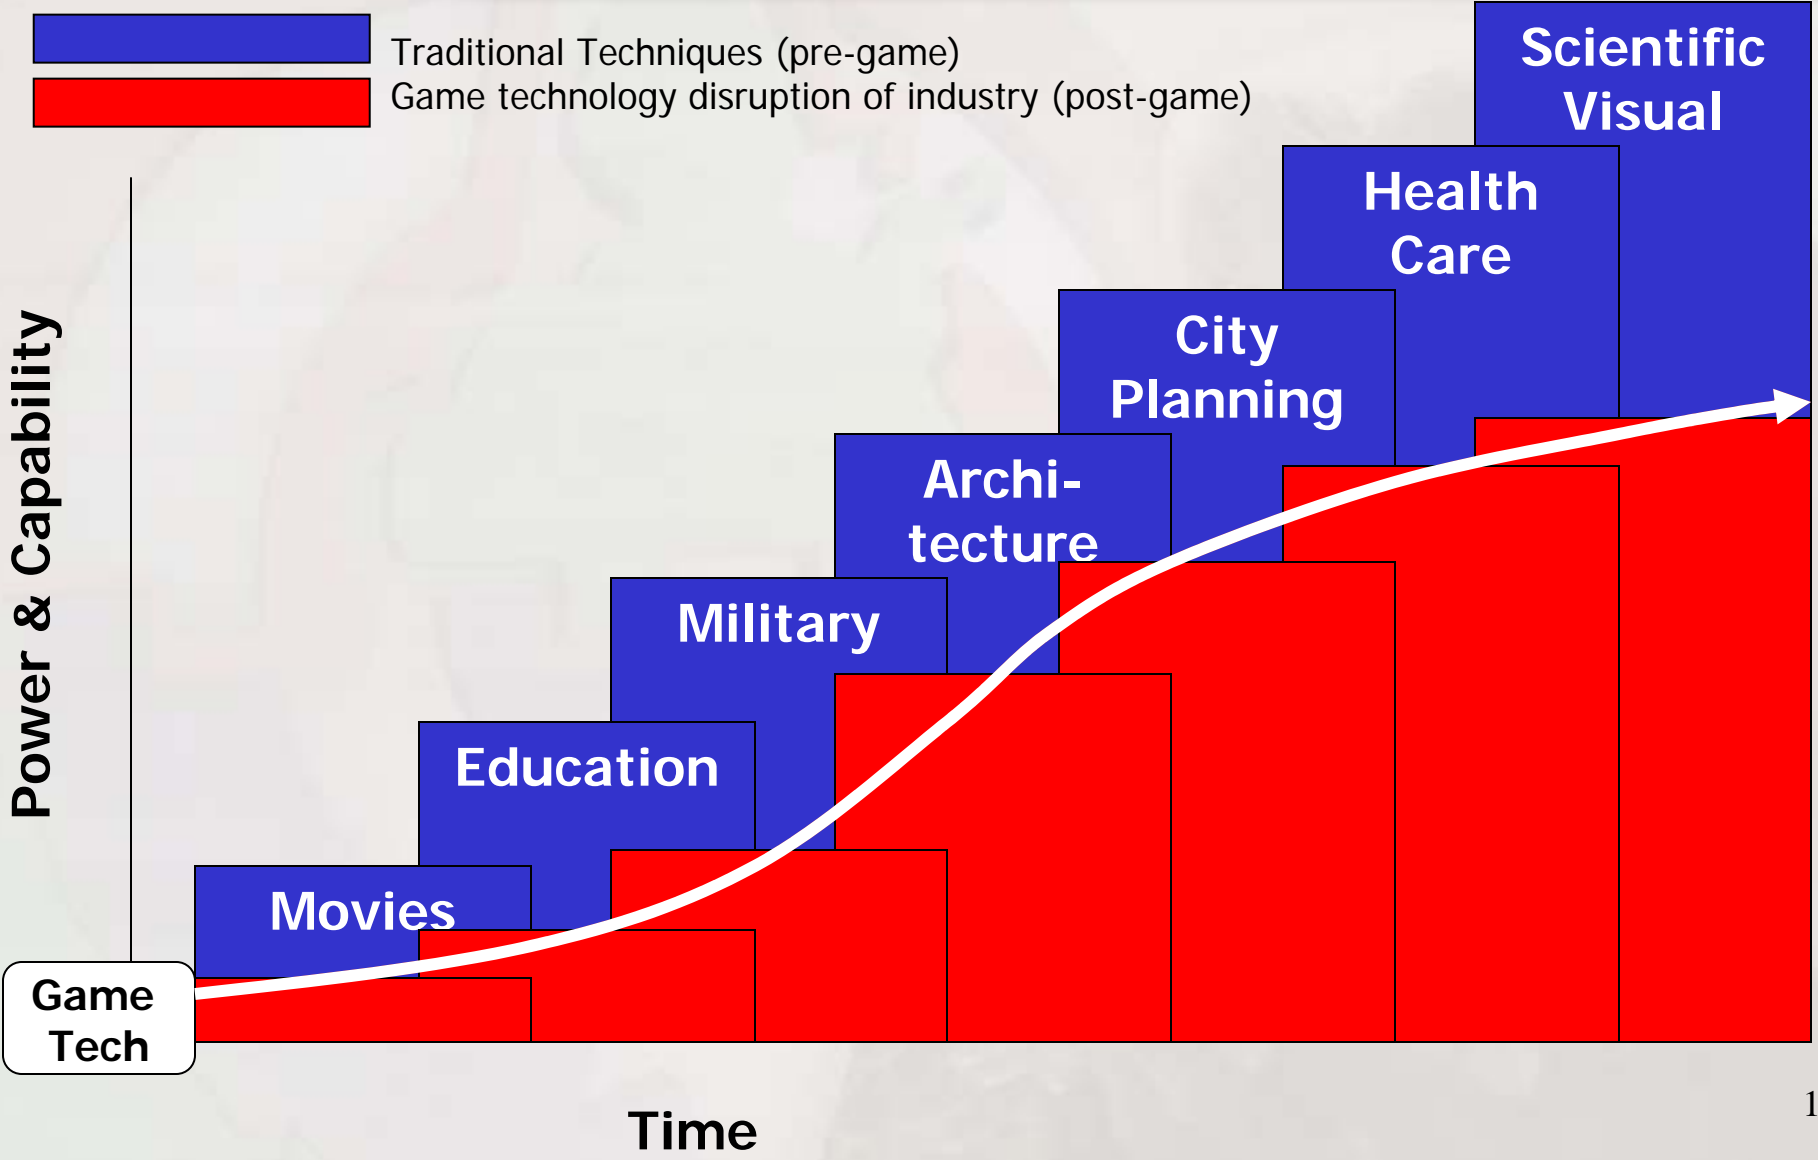 Traditional Techniques (pre-game)
Game technology disruption of industry (post-game)
Scientific
Visual
Health
Care
City
Planning
Archi-
tecture
Military
Education
Movies
Power & Capability
Game
Tech
Time
1